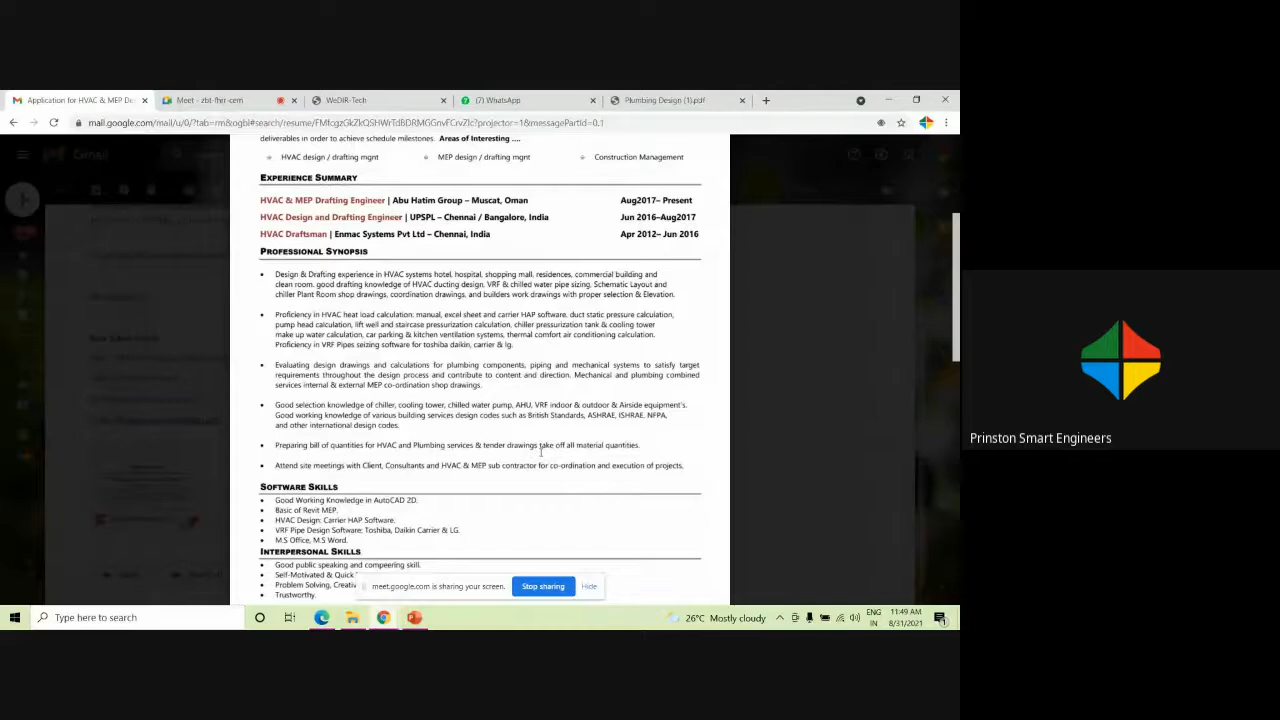 Application for HVAC & MEP De
Meet - zbt-fher-cem
WeDIR-Tech
(7) WhatsApp
Plumbing Design (1).pdf
mail.google.com/mail/u/0/?tab=rm&ogbl#search/resume/FMfcgzGkZkQSHWrTdBDRMGGnvFCrvZlc?projector=1&messagePartId=0.1
deliverables in order to achieve schedule milestones. Areas of Interesting ....
HVAC design / drafting mgnt
MEP design / drafting mgnt
Construction Management
EXPERIENCE SUMMARY
HVAC & MEP Drafting Engineer | Abu Hatim Group – Muscat, Oman Aug2017– Present
HVAC Design and Drafting Engineer | UPSPL – Chennai / Bangalore, India Jun 2016–Aug2017
HVAC Draftsman | Enmac Systems Pvt Ltd – Chennai, India Apr 2012– Jun 2016
PROFESSIONAL SYNOPSIS
• Design & Drafting experience in HVAC systems hotel, hospital, shopping mall, residences, commercial building and
clean room. good drafting knowledge of HVAC ducting design, VRF & chilled water pipe sizing, Schematic Layout and
chiller Plant Room shop drawings, coordination drawings, and builders work drawings with proper selection & Elevation.
• Proficiency in HVAC heat load calculation: manual, excel sheet and carrier HAP software. duct static pressure calculation,
pump head calculation, lift well and staircase pressurization calculation, chiller pressurization tank & cooling tower
make up water calculation, car parking & kitchen ventilation systems, thermal comfort air conditioning calculation.
Proficiency in VRF Pipes seizing software for toshiba daikin, carrier & lg.
• Evaluating design drawings and calculations for plumbing components, piping and mechanical systems to satisfy target
requirements throughout the design process and contribute to content and direction. Mechanical and plumbing combined
services internal & external MEP co-ordination shop drawings.
• Good selection knowledge of chiller, cooling tower, chilled water pump, AHU, VRF indoor & outdoor & Airside equipment's.
Good working knowledge of various building services design codes such as British Standards, ASHRAE, ISHRAE, NFPA,
and other international design codes.
• Preparing bill of quantities for HVAC and Plumbing services & tender drawings take off all material quantities.
• Attend site meetings with Client, Consultants and HVAC & MEP sub contractor for co-ordination and execution of projects.
SOFTWARE SKILLS
• Good Working Knowledge in AutoCAD 2D.
• Basic of Revit MEP.
• HVAC Design: Carrier HAP Software.
• VRF Pipe Design Software: Toshiba, Daikin Carrier & LG.
• M.S Office, M.S Word.
INTERPERSONAL SKILLS
• Good public speaking and compeering skill.
• Self-Motivated & Quick
• Problem Solving, Creativ
• Trustworthy.
meet.google.com is sharing your screen. Stop sharing Hide
Prinston Smart Engineers
Type here to search
26°C Mostly cloudy
ENG
IN
11:49 AM
8/31/2021